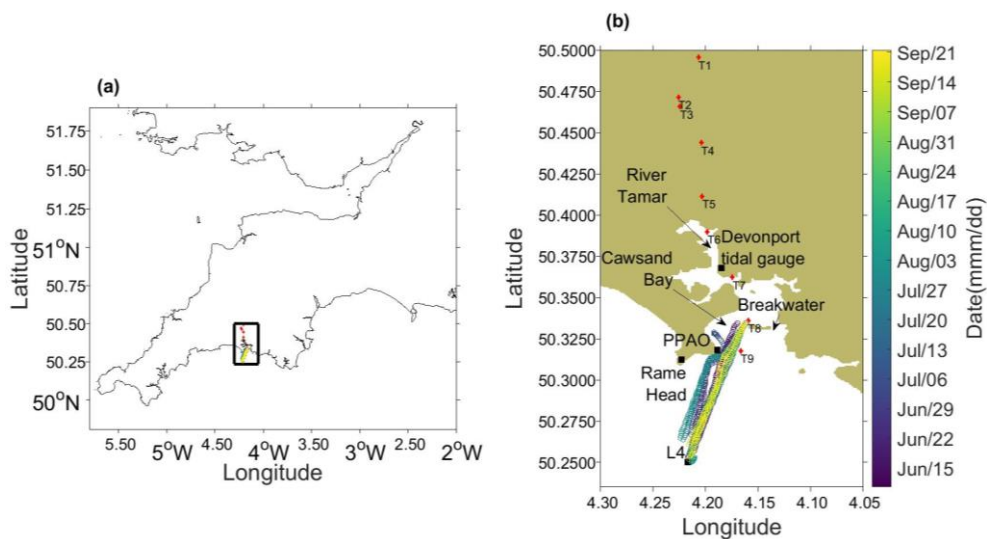 (a)
Latitude
51.75
51.50
51.25
51°N
50.75
50.50
50.25
50°N
5.50
5°W
4.50
4°W
3.50
3°W
2.50
2°W
Longitude
(b)
Latitude
50.5000
50.4750
50.4500
50.4250
50.4000
50.3750
50.3500
50.3250
50.3000
50.2750
50.2500
T1
T2
T3
T4
T5
River
Tamar
T6
Devonport
tidal gauge
Cawsand
Bay
T7
Breakwater
T8
PPAO
T9
Rame
Head
L4
4.30
4.25
4.20
4.15
4.10
4.05
Longitude
Sep/21
Sep/14
Sep/07
Aug/31
Aug/24
Aug/17
Aug/10
Aug/03
Jul/27
Jul/20
Jul/13
Jul/06
Jun/29
Jun/22
Jun/15
Date(mmm/dd)